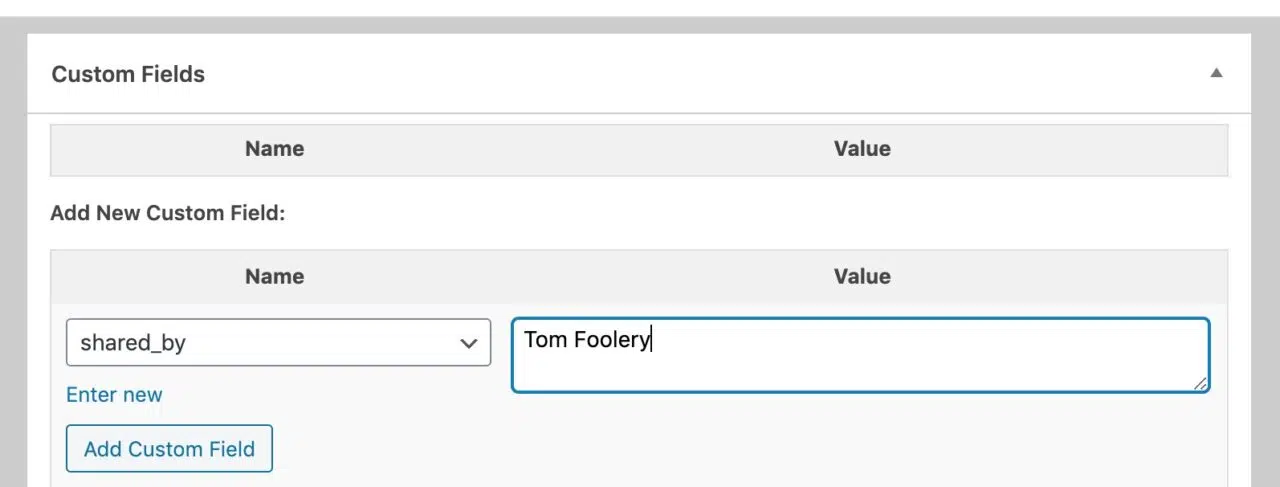 Custom Fields
Name Value
Add New Custom Field:
Name Value
shared_by Tom Foolery
Enter new
Add Custom Field